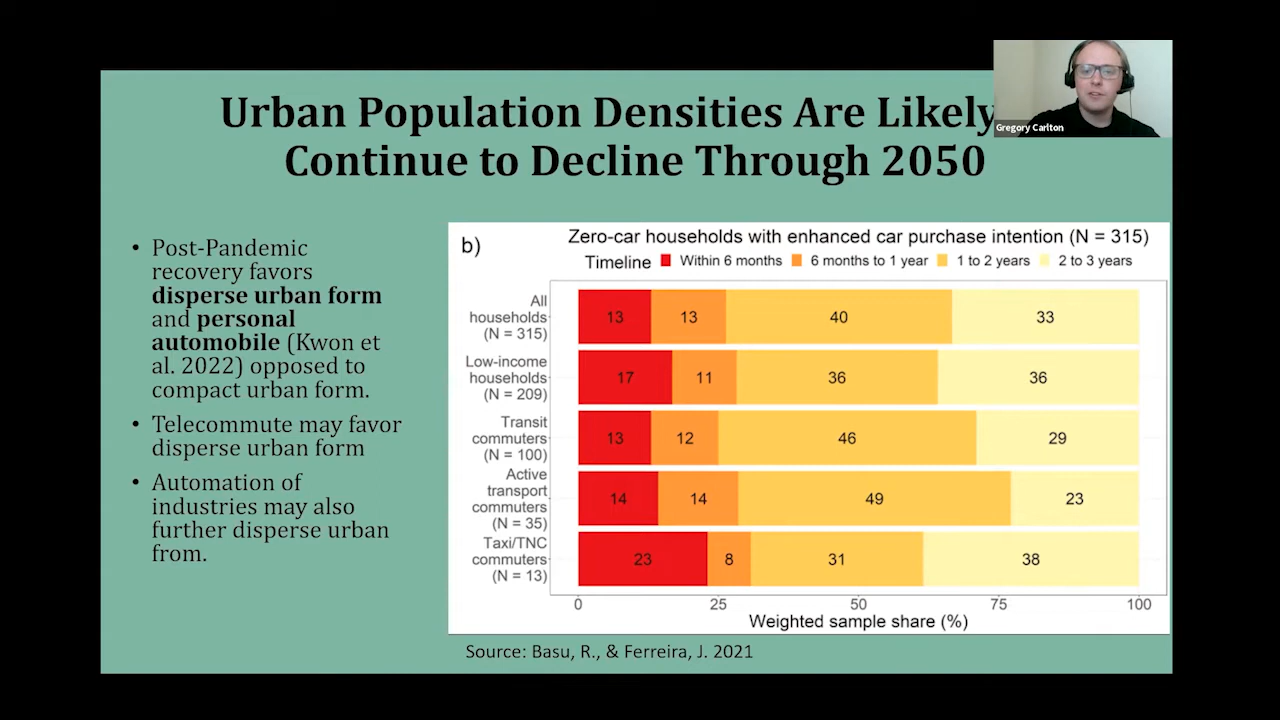 Urban Population Densities Are Likely
Continue to Decline Through 2050
Gregory Carlton
• Post-Pandemic
recovery favors
disperse urban form
and personal
automobile (Kwon et
al. 2022) opposed to
compact urban form.
• Telecommute may favor
disperse urban form
• Automation of
industries may also
further disperse urban
from.
b)
Zero-car households with enhanced car purchase intention (N = 315)
Timeline Within 6 months 6 months to 1 year 1 to 2 years 2 to 3 years
All
households
(N = 315)
13 13 40 33
Low-income
households
(N = 209)
17 11 36 36
Transit
commuters
(N = 100)
13 12 46 29
Active
transport
commuters
(N = 35)
14 14 49 23
Taxi/TNC
commuters
(N = 13)
23 8 31 38
0 25 50 75 100
Weighted sample share (%)
Source: Basu, R., & Ferreira, J. 2021